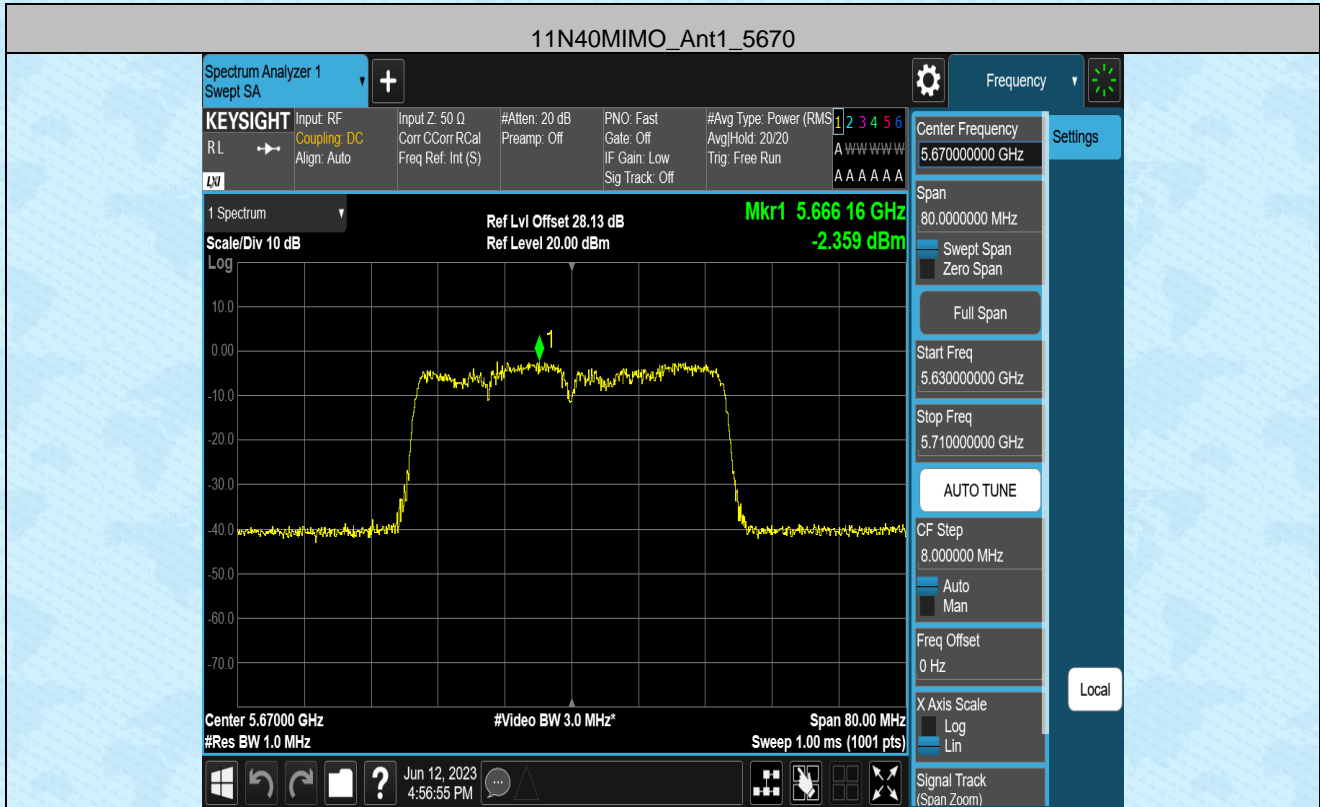 11N40MIMO_Ant1_5670
Spectrum Analyzer 1
Swept SA
+
Frequency
KEYSIGHT
R L
LXI
Input: RF
Coupling: DC
Align: Auto
Input Z: 50 Ω
Corr CCorr RCal
Freq Ref: Int (S)
#Atten: 20 dB
Preamp: Off
PNO: Fast
Gate: Off
IF Gain: Low
Sig Track: Off
#Avg Type: Power (RMS
Avg|Hold: 20/20
Trig: Free Run
1 2 3 4 5 6
A W W W W W
A A A A A A
1 Spectrum
Scale/Div 10 dB
Log
Ref Lvl Offset 28.13 dB
Ref Level 20.00 dBm
Mkr1 5.666 16 GHz
-2.359 dBm
10.0
0.00
-10.0
-20.0
-30.0
-40.0
-50.0
-60.0
-70.0
1
Center 5.67000 GHz
#Res BW 1.0 MHz
#Video BW 3.0 MHz*
Span 80.00 MHz
Sweep 1.00 ms (1001 pts)
Center Frequency
5.670000000 GHz
Settings
Span
80.0000000 MHz
Swept Span
Zero Span
Full Span
Start Freq
5.630000000 GHz
Stop Freq
5.710000000 GHz
AUTO TUNE
CF Step
8.000000 MHz
Auto
Man
Freq Offset
0 Hz
X Axis Scale
Log
Lin
Local
Signal Track
(Span Zoom)
?
Jun 12, 2023
4:56:55 PM